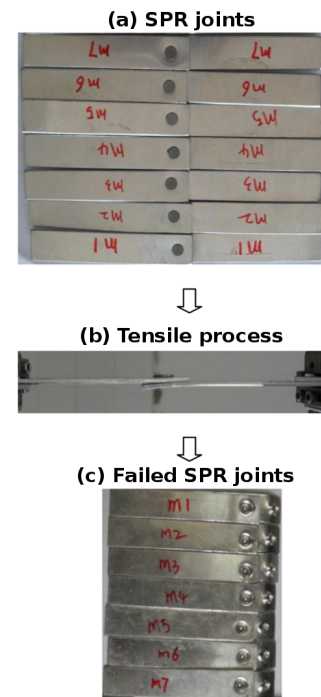 (a) SPR joints
M7 M7
M6 M6
M5 M5
M4 M4
M3 M3
M2 M2
M1 M1
(b) Tensile process
(c) Failed SPR joints
m1
m2
m3
m4
m5
m6
m7